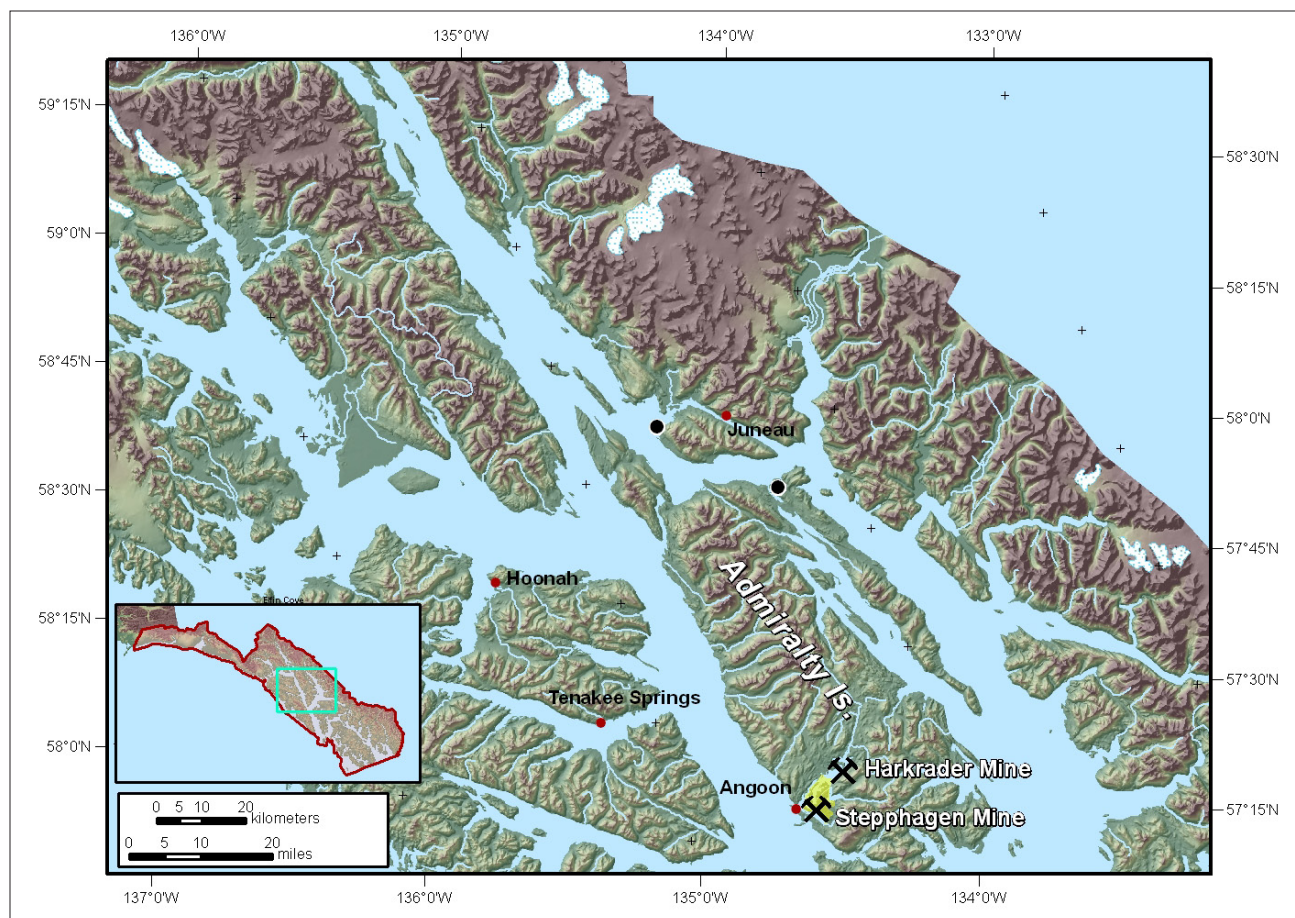 136°0'W 135°0'W 134°0'W 133°0'W
59°15'N
58°30'N
59°0'N
58°15'N
58°45'N
58°0'N
Juneau
58°30'N
57°45'N
Hoonah
Admiralty Is.
Elfin Cove
58°15'N
57°30'N
Tenakee Springs
58°0'N
Harkrader Mine
Angoon
57°15'N
Stepphagen Mine
0 5 10 20
kilometers
0 5 10 20
miles
137°0'W 136°0'W 135°0'W 134°0'W